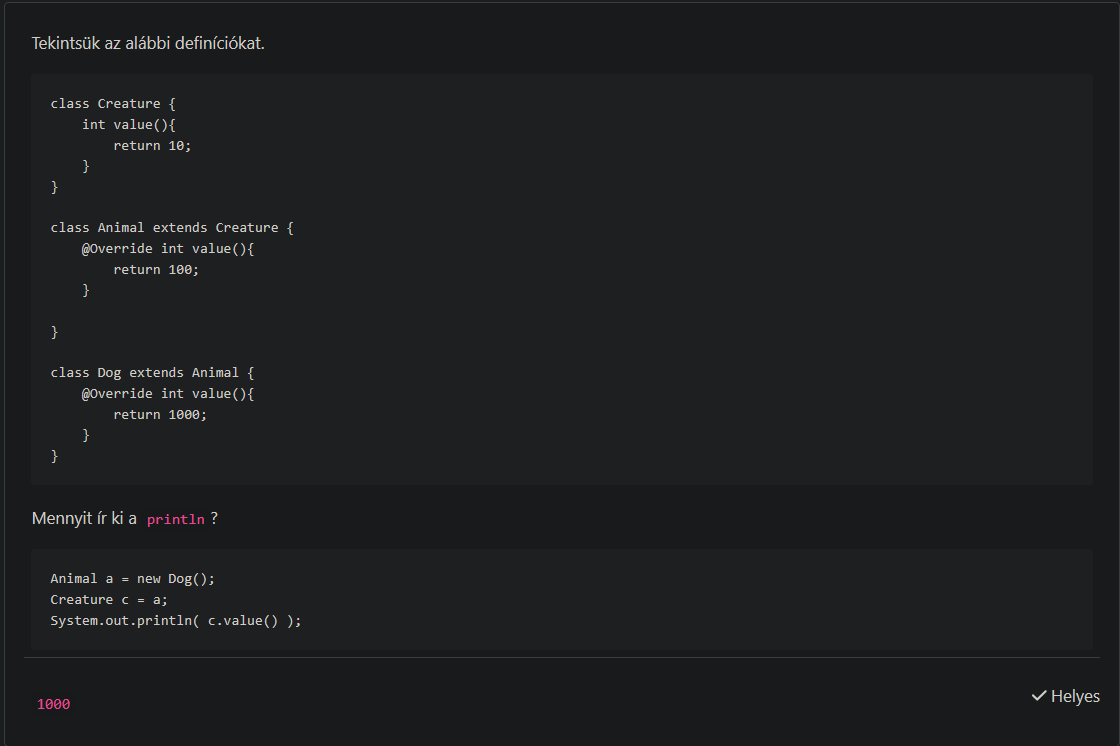 Tekintsük az alábbi definíciókat.
class Creature {
    int value(){
        return 10;
    }
}
class Animal extends Creature {
    @Override int value(){
        return 100;
    }
}
class Dog extends Animal {
    @Override int value(){
        return 1000;
    }
}
Mennyit ír ki a println ?
Animal a = new Dog();
Creature c = a;
System.out.println( c.value() );
✓ Helyes
1000